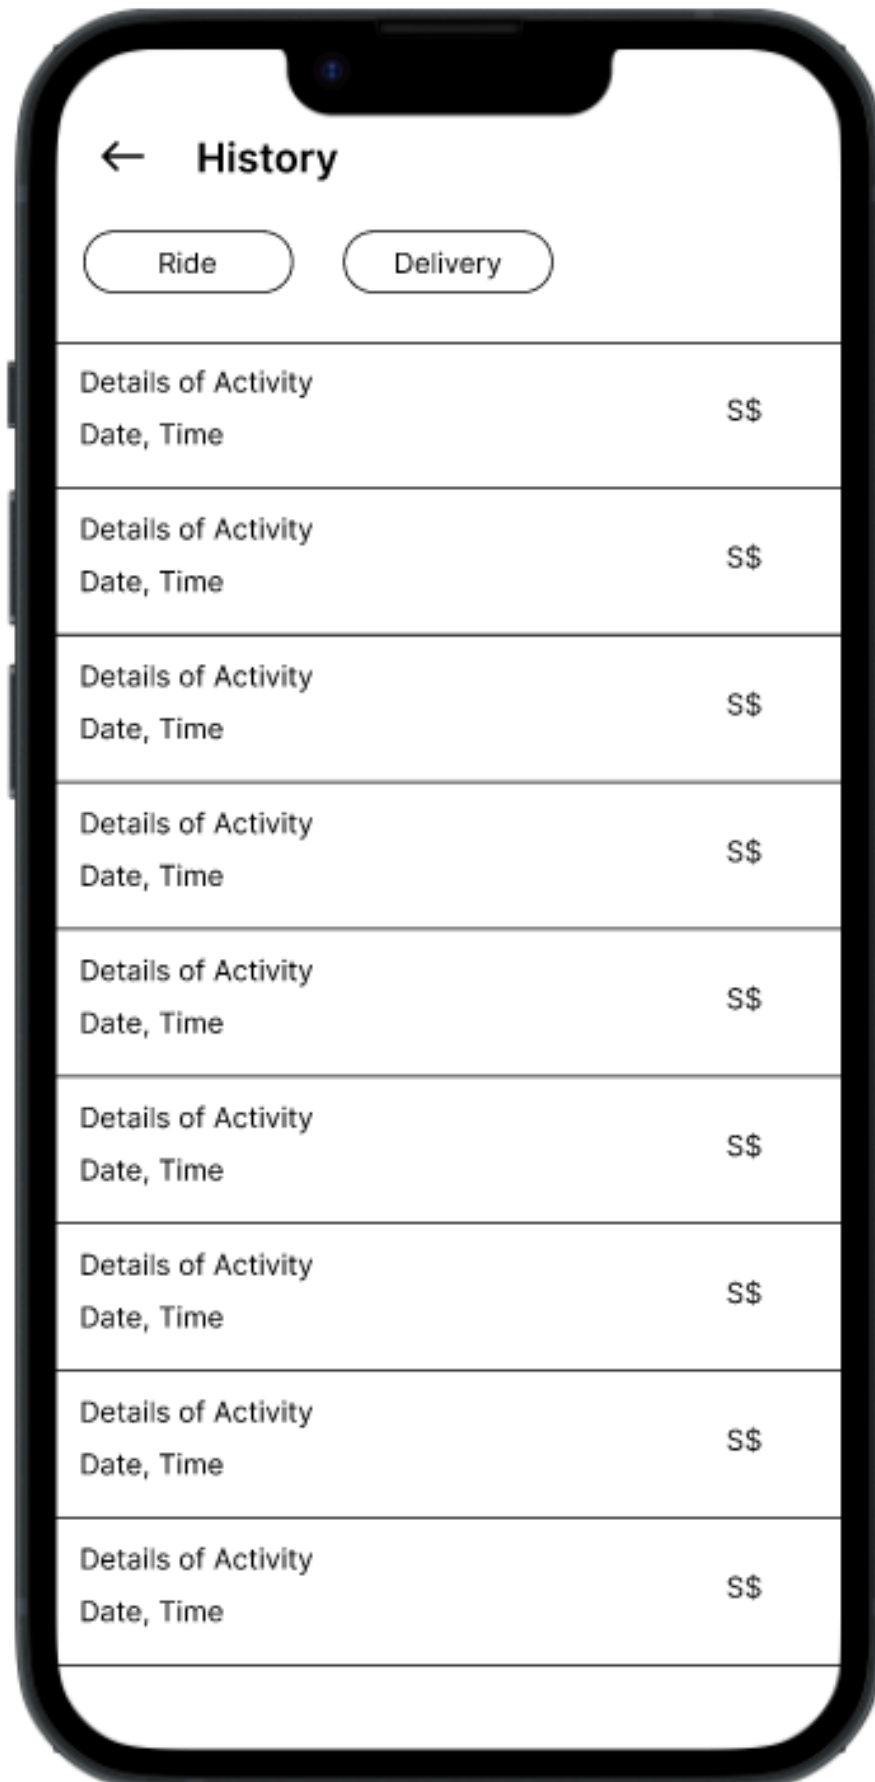 History
Ride
Delivery
Details of Activity
Date, Time
S$
Details of Activity
Date, Time
S$
Details of Activity
Date, Time
S$
Details of Activity
Date, Time
S$
Details of Activity
Date, Time
S$
Details of Activity
Date, Time
S$
Details of Activity
Date, Time
S$
Details of Activity
Date, Time
S$
Details of Activity
Date, Time
S$